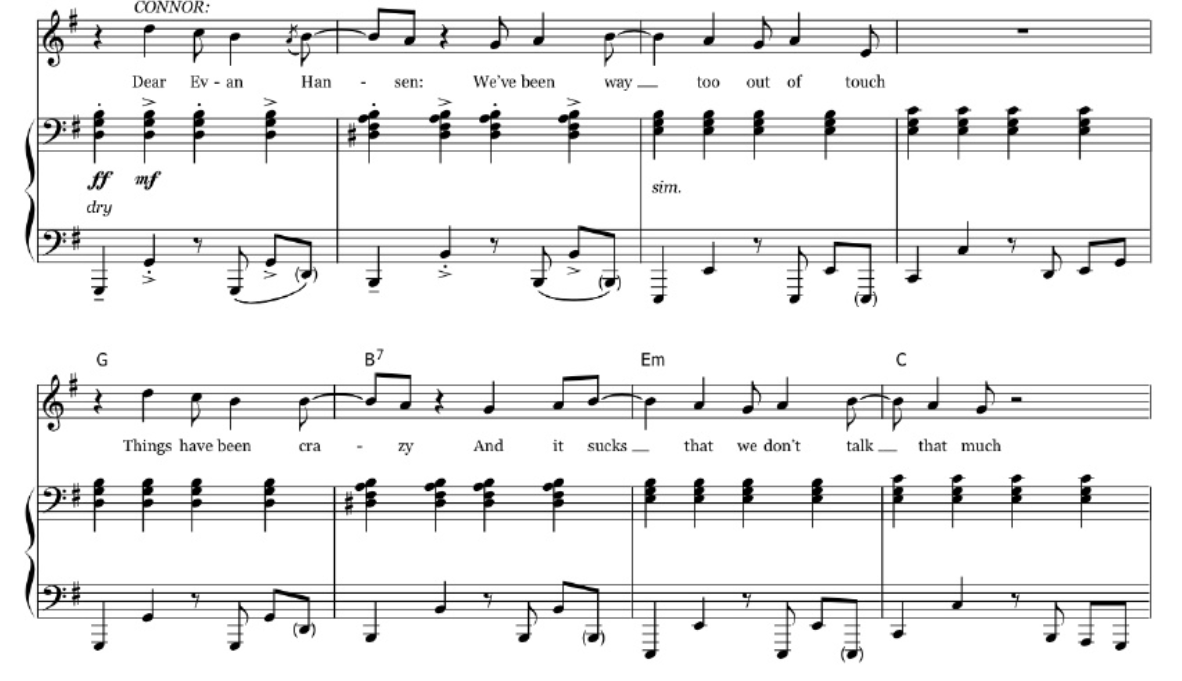 CONNOR:
Dear Ev - an Han - sen: We've been way too out of touch
ff mf sim.
dry
G B7 Em C
Things have been cra - zy And it sucks that we don't talk that much